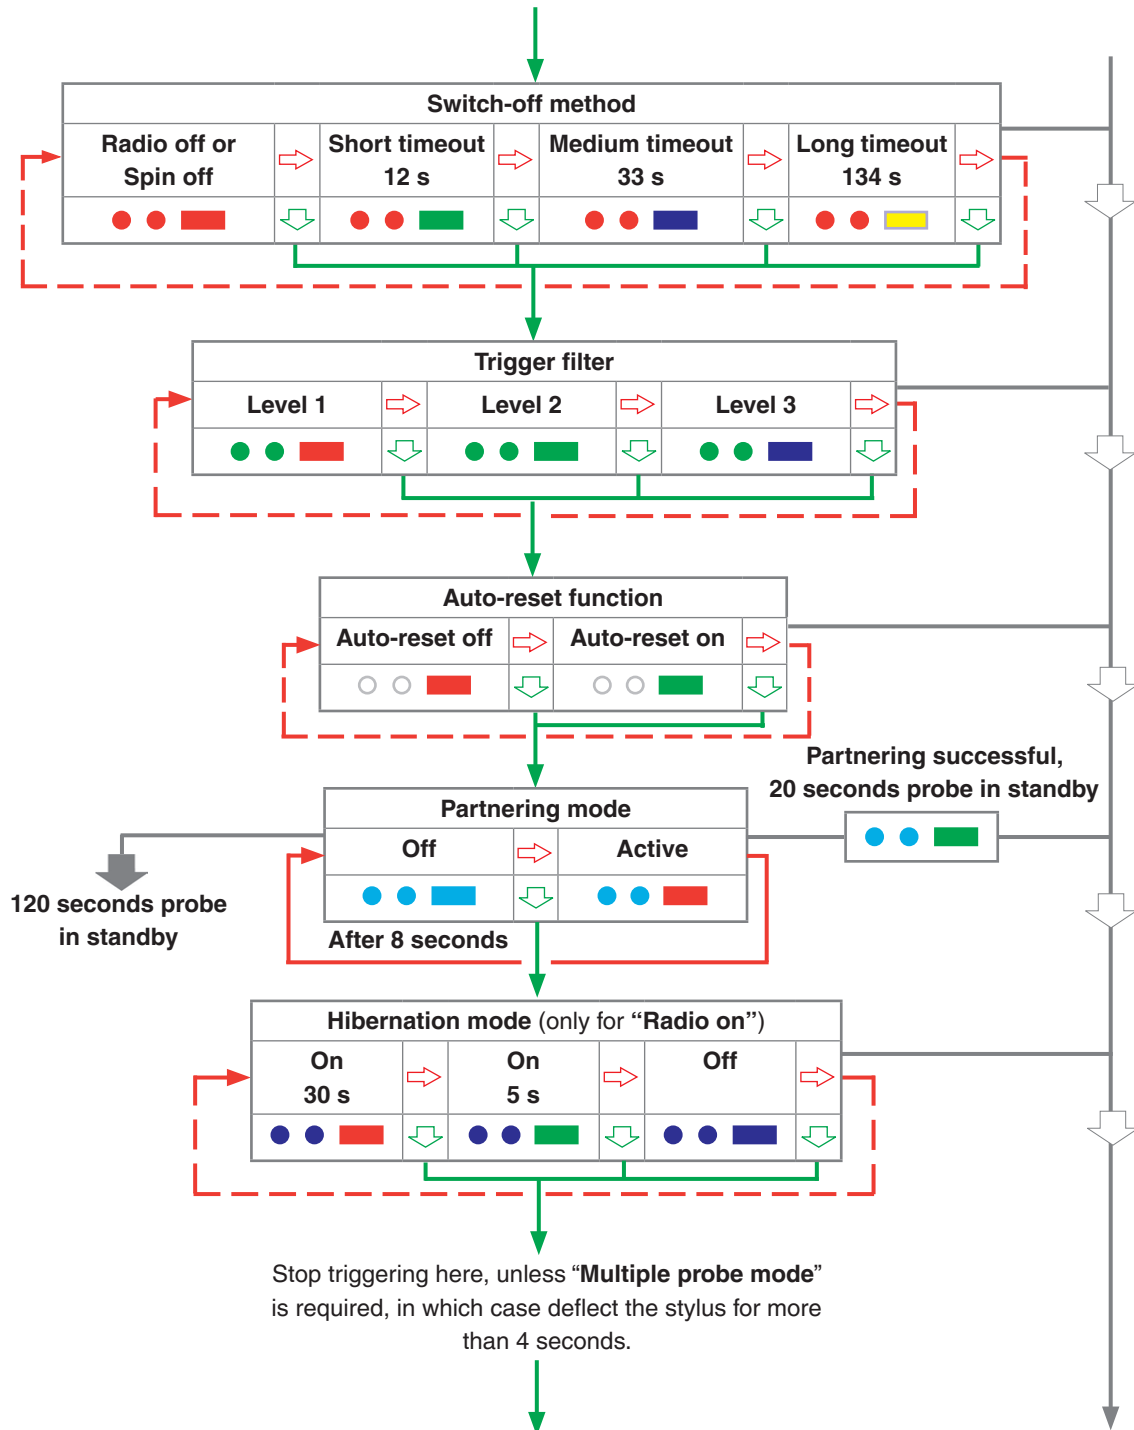 Switch-off method
Radio off or
Spin off
Short timeout
12 s
Medium timeout
33 s
Long timeout
134 s
Trigger filter
Level 1
Level 2
Level 3
Auto-reset function
Auto-reset off
Auto-reset on
Partnering successful,
20 seconds probe in standby
Partnering mode
Off
Active
120 seconds probe
in standby
After 8 seconds
Hibernation mode (only for “Radio on”)
On
30 s
On
5 s
Off
Stop triggering here, unless “Multiple probe mode”
is required, in which case deflect the stylus for more
than 4 seconds.